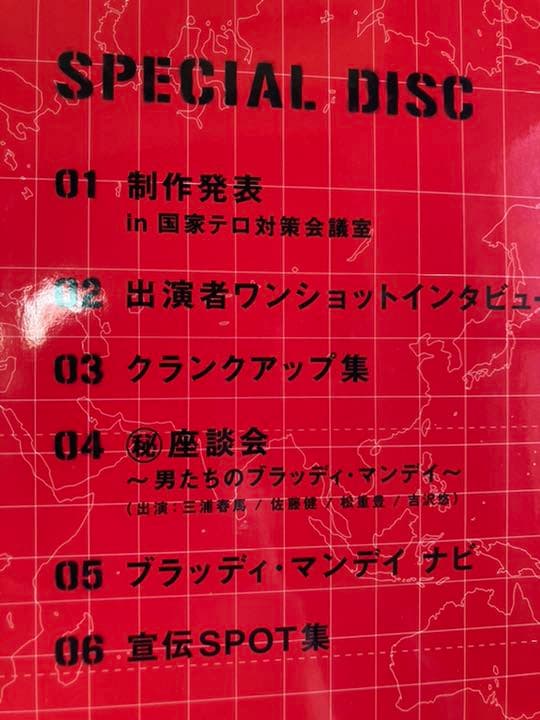 SPECIAL DISC
01 制作発表
in 国家テロ対策会議室
02 出演者ワンショットインタビュー
03 クランクアップ集
04 ㊙座談会
～男たちのブラッディ・マンデイ～
(出演：三浦春馬 / 佐藤健 / 松重豊 / 吉沢悠)
05 ブラッディ・マンデイ ナビ
06 宣伝SPOT集